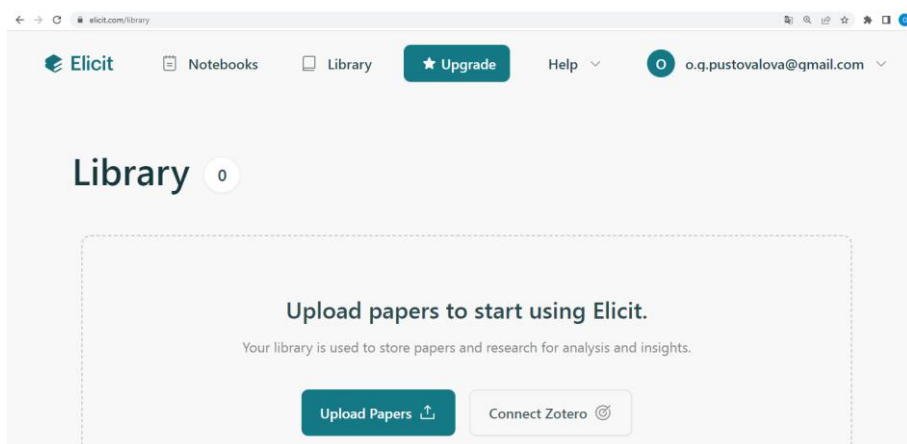 elicit.com/library
Elicit Notebooks Library Upgrade Help O o.g.pustovalova@gmail.com
Library 0
Upload papers to start using Elicit.
Your library is used to store papers and research for analysis and insights.
Upload Papers Connect Zotero